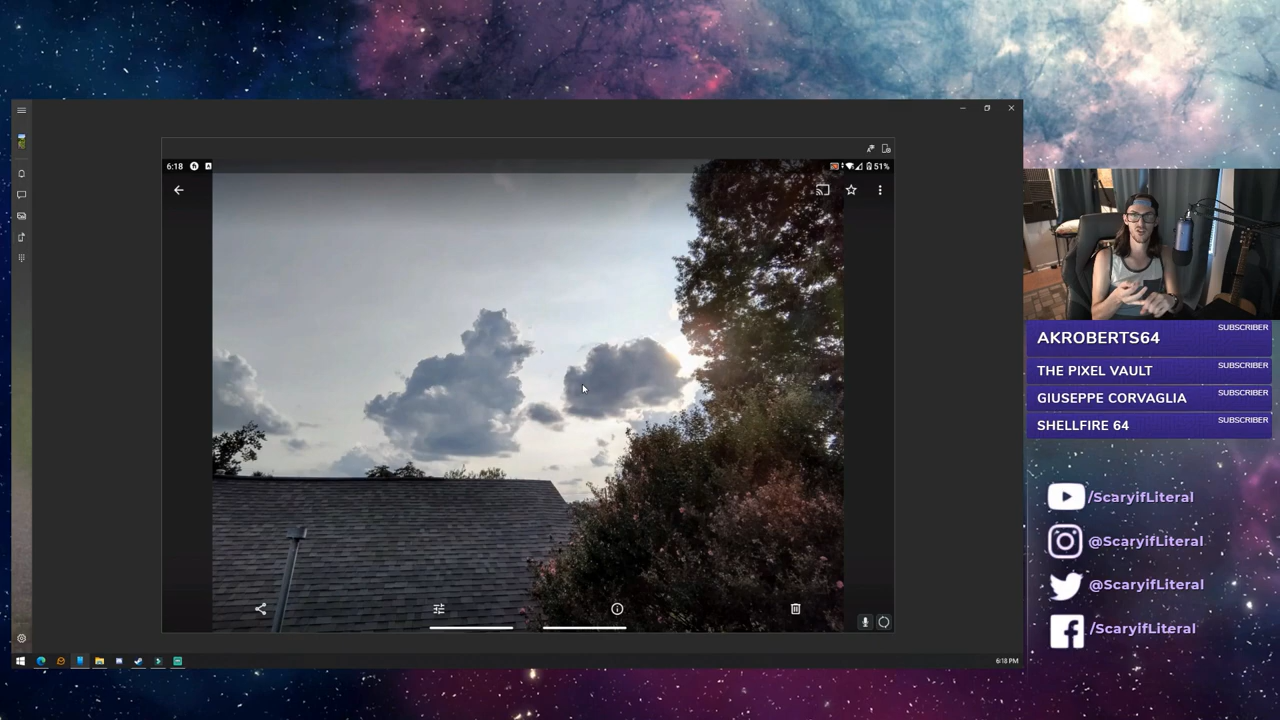 6:18
51%
AKROBERTS64
SUBSCRIBER
THE PIXEL VAULT
SUBSCRIBER
GIUSEPPE CORVAGLIA
SUBSCRIBER
SHELLFIRE 64
SUBSCRIBER
/ScaryifLiteral
@ScaryifLiteral
@ScaryifLiteral
/ScaryifLiteral
6:18 PM